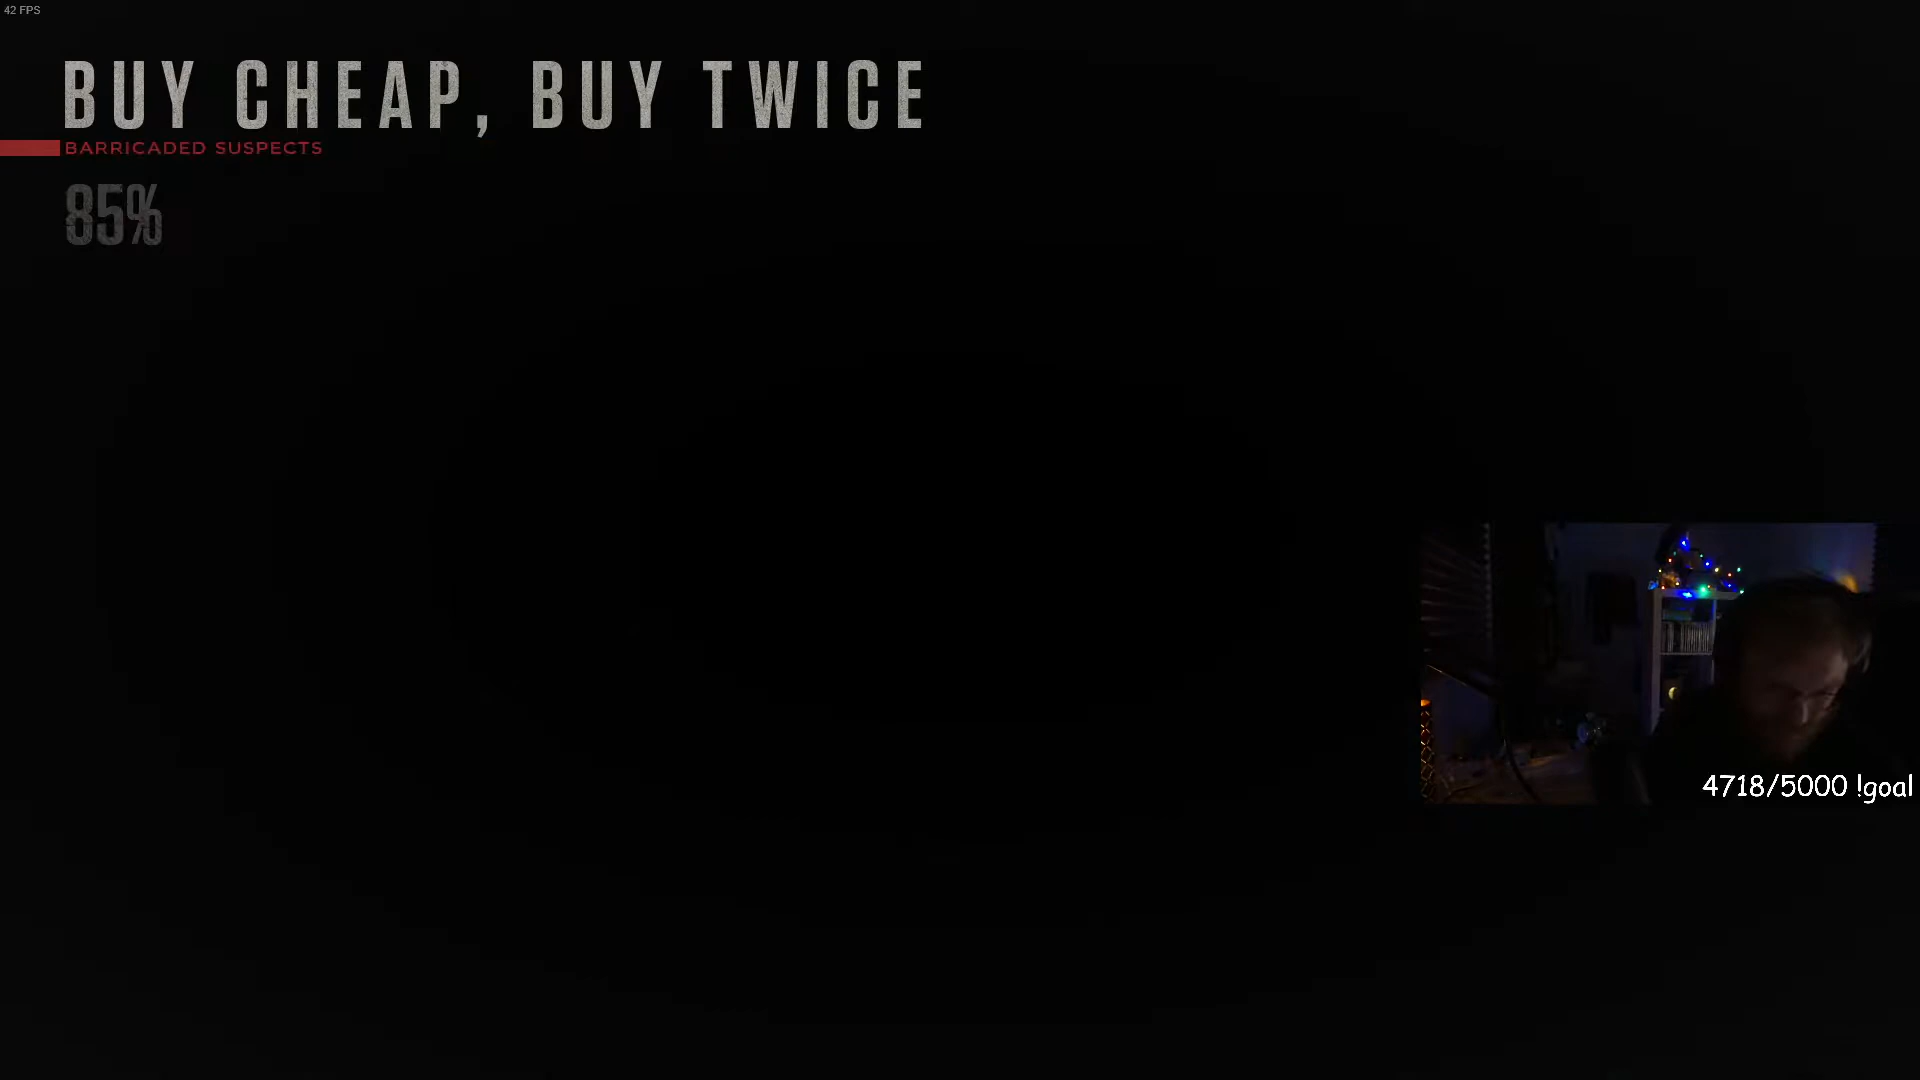 42 FPS
BUY CHEAP, BUY TWICE
BARRICADED SUSPECTS
85%
4718/5000 !goal